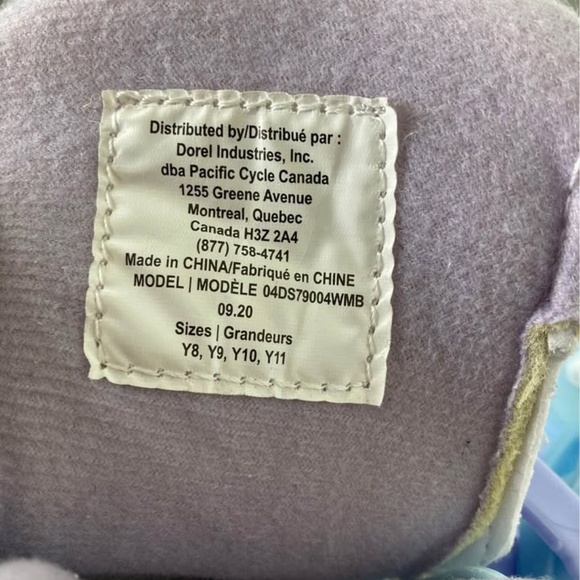 Distributed by/Distribué par :
Dorel Industries, Inc.
dba Pacific Cycle Canada
1255 Greene Avenue
Montreal, Quebec
Canada H3Z 2A4
(877) 758-4741
Made in CHINA/Fabriqué en CHINE
MODEL | MODÈLE 04DS79004WMB
09.20
Sizes | Grandeurs
Y8, Y9, Y10, Y11